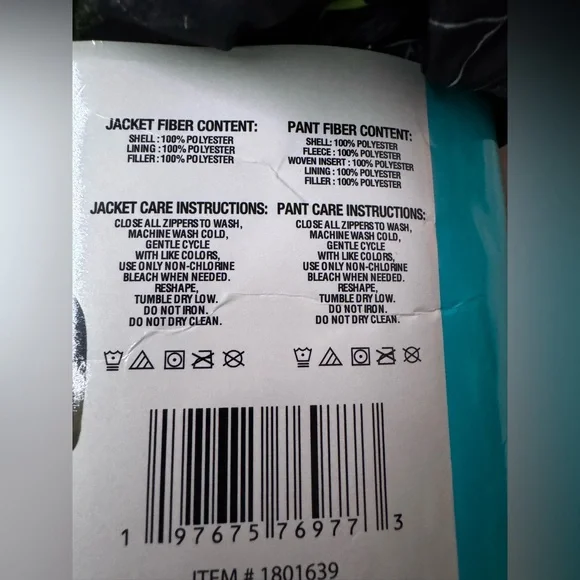 JACKET FIBER CONTENT:
SHELL : 100% POLYESTER
LINING : 100% POLYESTER
FILLER : 100% POLYESTER
PANT FIBER CONTENT:
SHELL: 100% POLYESTER
FLEECE : 100% POLYESTER
WOVEN INSERT : 100% POLYESTER
LINING : 100% POLYESTER
FILLER : 100% POLYESTER
JACKET CARE INSTRUCTIONS:
CLOSE ALL ZIPPERS TO WASH,
MACHINE WASH COLD,
GENTLE CYCLE
WITH LIKE COLORS,
USE ONLY NON-CHLORINE
BLEACH WHEN NEEDED.
RESHAPE,
TUMBLE DRY LOW.
DO NOT IRON.
DO NOT DRY CLEAN.
PANT CARE INSTRUCTIONS:
CLOSE ALL ZIPPERS TO WASH,
MACHINE WASH COLD,
GENTLE CYCLE
WITH LIKE COLORS,
USE ONLY NON-CHLORINE
BLEACH WHEN NEEDED.
RESHAPE,
TUMBLE DRY LOW.
DO NOT IRON.
DO NOT DRY CLEAN.
1 97675 76977 3
ITEM # 1801639